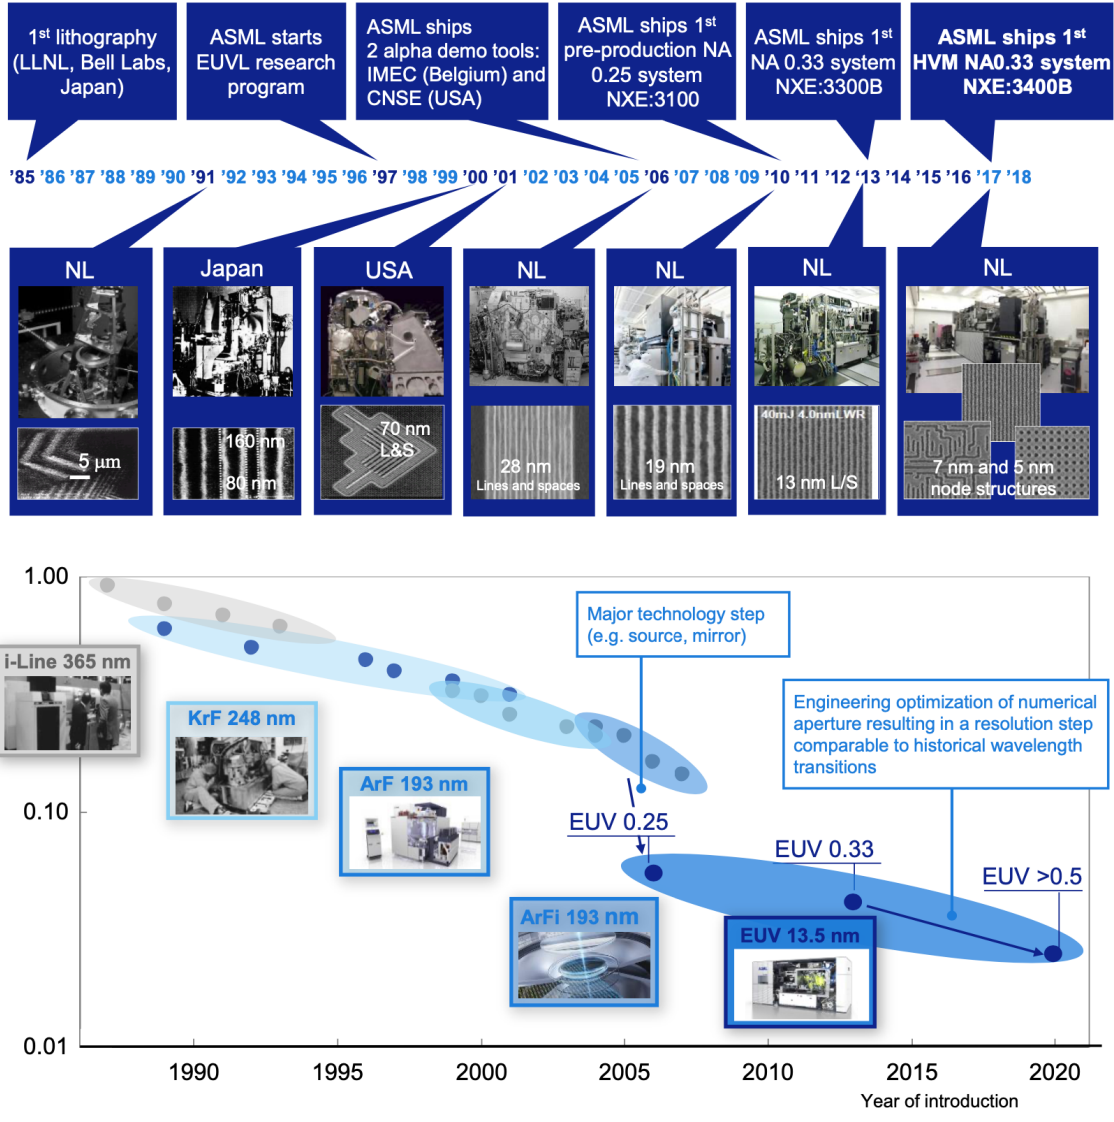 1st lithography
(LLNL, Bell Labs,
Japan)
ASML starts
EUVL research
program
ASML ships
2 alpha demo tools:
IMEC (Belgium) and
CNSE (USA)
ASML ships 1st
pre-production NA
0.25 system
NXE:3100
ASML ships 1st
NA 0.33 system
NXE:3300B
ASML ships 1st
HVM NA0.33 system
NXE:3400B
’85 ’86 ’87 ’88 ’89 ’90 ’91 ’92 ’93 ’94 ’95 ’96 ’97 ’98 ’99 ’00 ’01 ’02 ’03 ’04 ’05 ’06 ’07 ’08 ’09 ’10 ’11 ’12 ’13 ’14 ’15 ’16 ’17 ’18
NL
5 μm
Japan
160 nm
80 nm
USA
70 nm
L&S
NL
28 nm
Lines and spaces
NL
19 nm
Lines and spaces
NL
40mJ 4.0nmLWR
13 nm L/S
NL
7 nm and 5 nm
node structures
1.00
0.10
0.01
i-Line 365 nm
KrF 248 nm
ArF 193 nm
ArFi 193 nm
EUV 13.5 nm
Major technology step
(e.g. source, mirror)
Engineering optimization of numerical
aperture resulting in a resolution step
comparable to historical wavelength
transitions
EUV 0.25
EUV 0.33
EUV >0.5
1990 1995 2000 2005 2010 2015 2020
Year of introduction